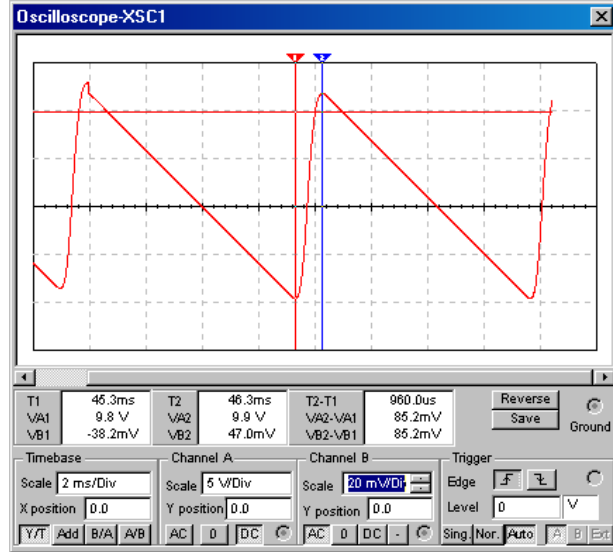 Oscilloscope-XSC1
1 2
T1 45.3ms T2 46.3ms T2-T1 960.0us Reverse
VA1 9.8 V VA2 9.9 V VA2-VA1 85.2mV Save
VB1 -38.2mV VB2 47.0mV VB2-VB1 85.2mV Ground
Timebase Channel A Channel B Trigger
Scale 2 ms/Div Scale 5 V/Div Scale 20 mV/Di Edge
X position 0.0 Y position 0.0 Y position 0.0 Level 0 V
Y/T Add B/A A/B AC 0 DC AC 0 DC - Sing. Nor. Auto A B Ext